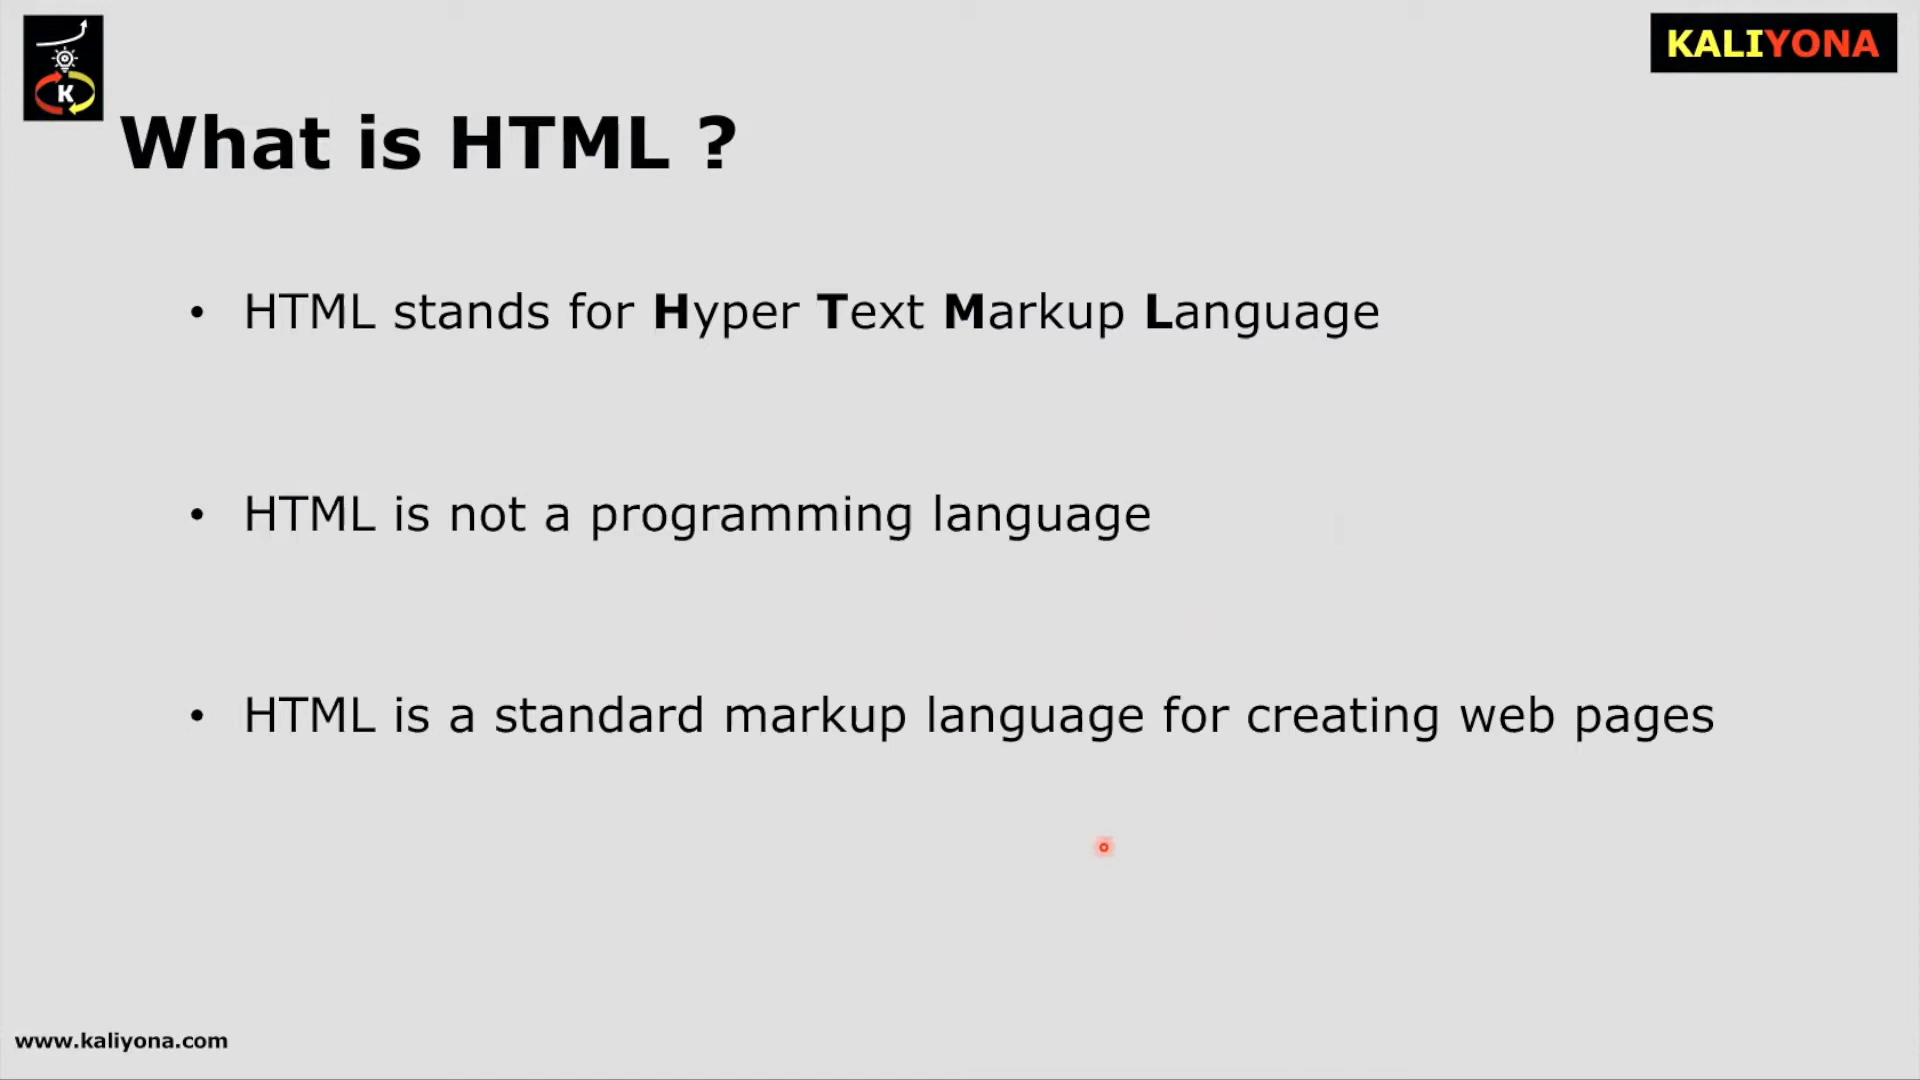 K
KALIYONA
What is HTML ?
• HTML stands for Hyper Text Markup Language
• HTML is not a programming language
• HTML is a standard markup language for creating web pages
www.kaliyona.com